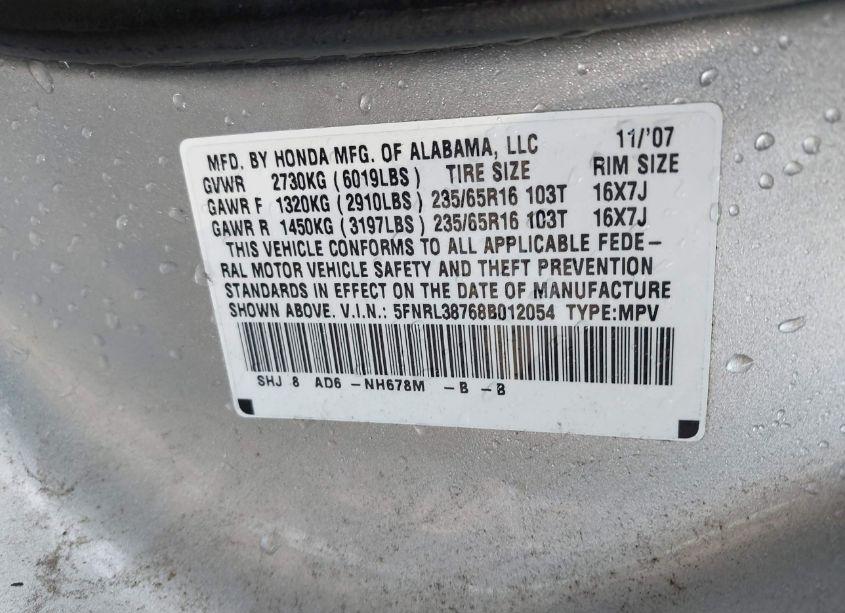 MFD. BY HONDA MFG. OF ALABAMA, LLC 11/'07
GVWR 2730KG (6019LBS) TIRE SIZE RIM SIZE
GAWR F 1320KG (2910LBS) 235/65R16 103T 16X7J
GAWR R 1450KG (3197LBS) 235/65R16 103T 16X7J
THIS VEHICLE CONFORMS TO ALL APPLICABLE FEDE-
RAL MOTOR VEHICLE SAFETY AND THEFT PREVENTION
STANDARDS IN EFFECT ON THE DATE OF MANUFACTURE
SHOWN ABOVE. V.I.N.: 5FNRL38768B012054 TYPE:MPV
SHJ 8 AD6 -NH678M -B -B